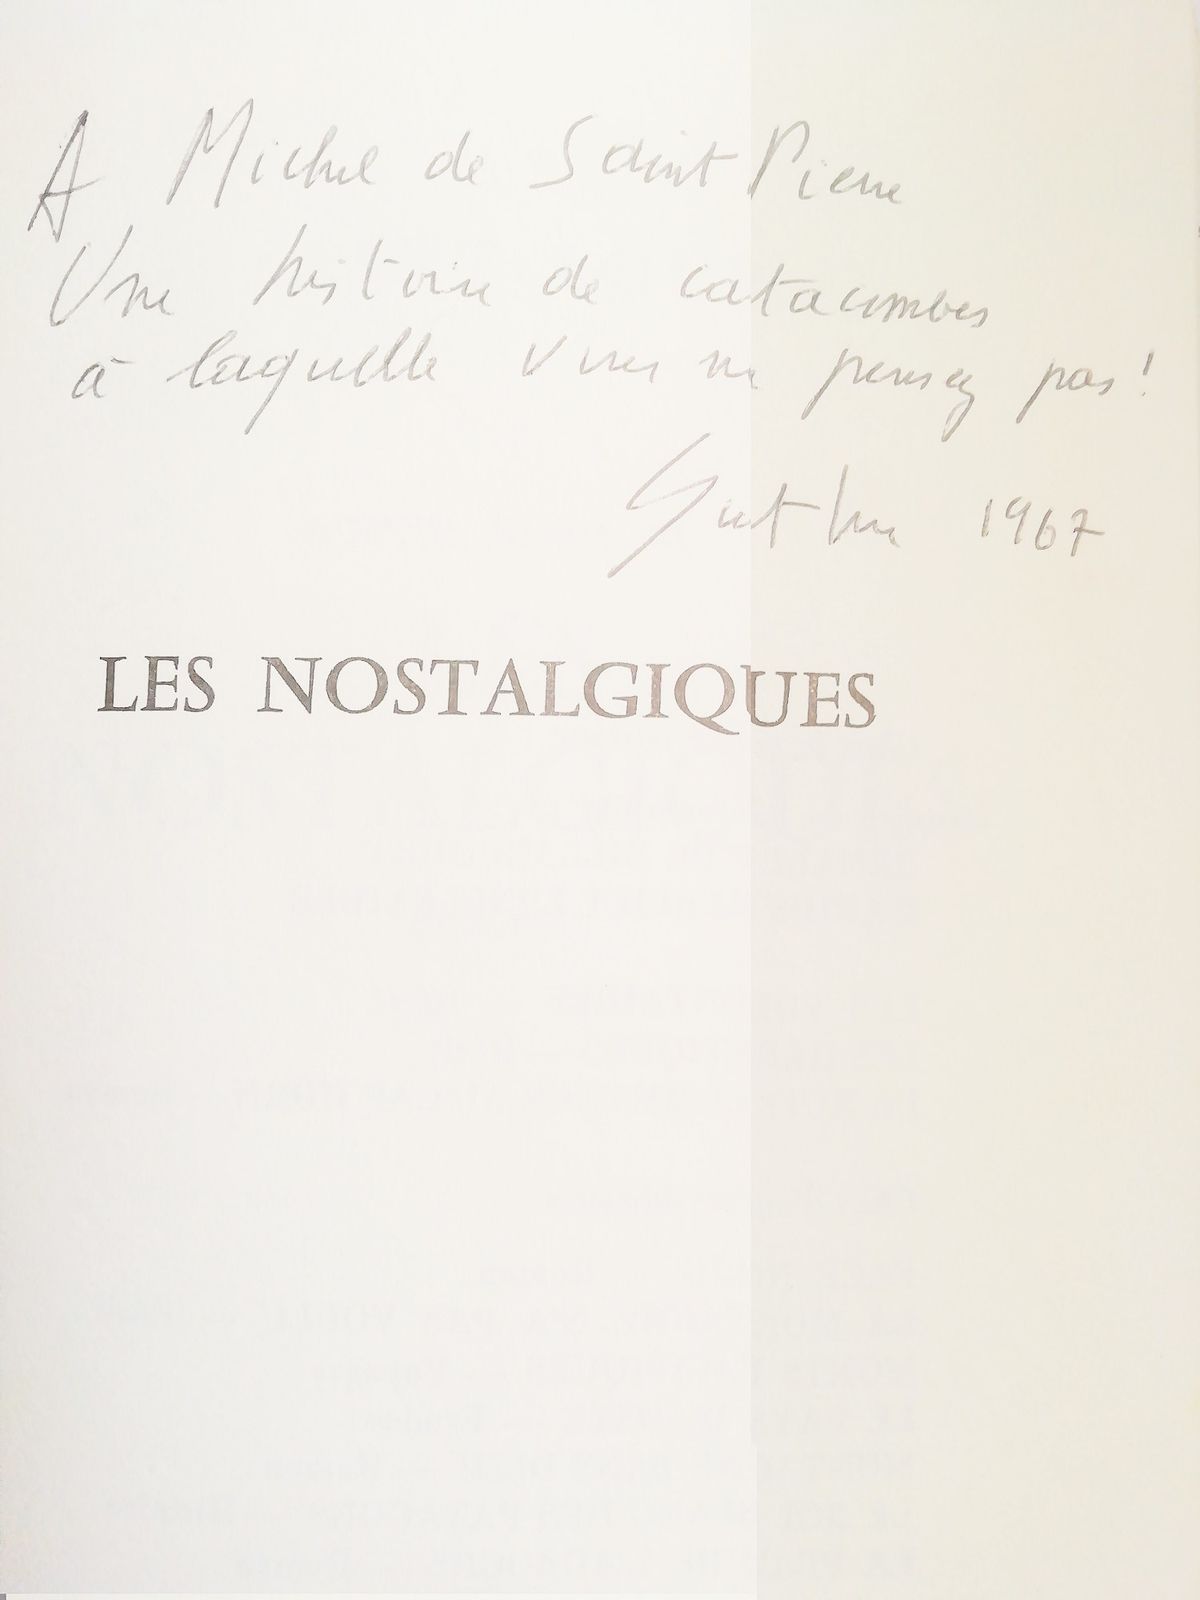 A Michel de Saint Pierre
Une histoire de catacombes
à laquelle vous ne pensez pas !
1967
LES NOSTALGIQUES